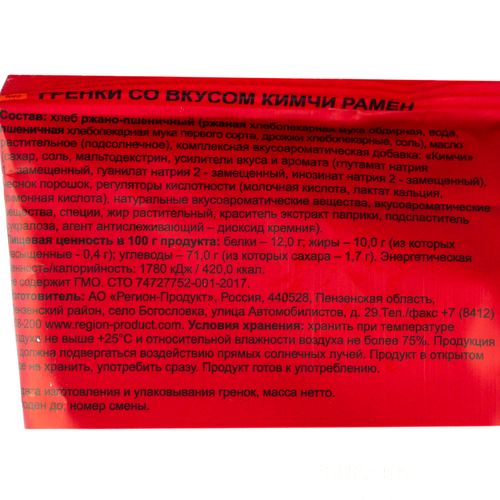 ГРЕНКИ СО ВКУСОМ КИМЧИ РАМЕН
Состав: хлеб ржано-пшеничный (ржаная хлебопекарная мука обдирная, вода,
пшеничная хлебопекарная мука первого сорта, дрожжи хлебопекарные, соль), масло
растительное (подсолнечное), комплексная вкусоароматическая добавка: «Кимчи»
(сахар, соль, мальтодекстрин, усилители вкуса и аромата (глутамат натрия
- замещенный, гуанилат натрия 2 - замещенный, инозинат натрия 2 - замещенный),
чеснок порошок, регуляторы кислотности (молочная кислота, лактат кальция,
лимонная кислота), натуральные вкусоароматические вещества, вкусоароматические
вещества, специи, жир растительный, краситель экстракт паприки, подсластитель
сукралоза, агент антислеживающий – диоксид кремния).
Пищевая ценность в 100 г продукта: белки – 12,0 г; жиры – 10,0 г (из которых
насыщенные - 0,4 г); углеводы – 71,0 г (из которых сахара – 1,7 г). Энергетическая
ценность/калорийность: 1780 кДж / 420,0 ккал.
Не содержит ГМО. СТО 74727752-001-2017.
Изготовитель: АО «Регион-Продукт», Россия, 440528, Пензенская область,
Пензенский район, село Богословка, улица Автомобилистов, д. 29.Тел./факс +7 (8412)
8-200 www.region-product.com. Условия хранения: хранить при температуре
воздуха не выше +25°С и относительной влажности воздуха не более 75%. Продукция
должна подвергаться воздействию прямых солнечных лучей. Продукт в открытом
не хранить, употребить сразу. Продукт готов к употреблению.
Дата изготовления и упаковывания гренок, масса нетто.
Годен до; номер смены.